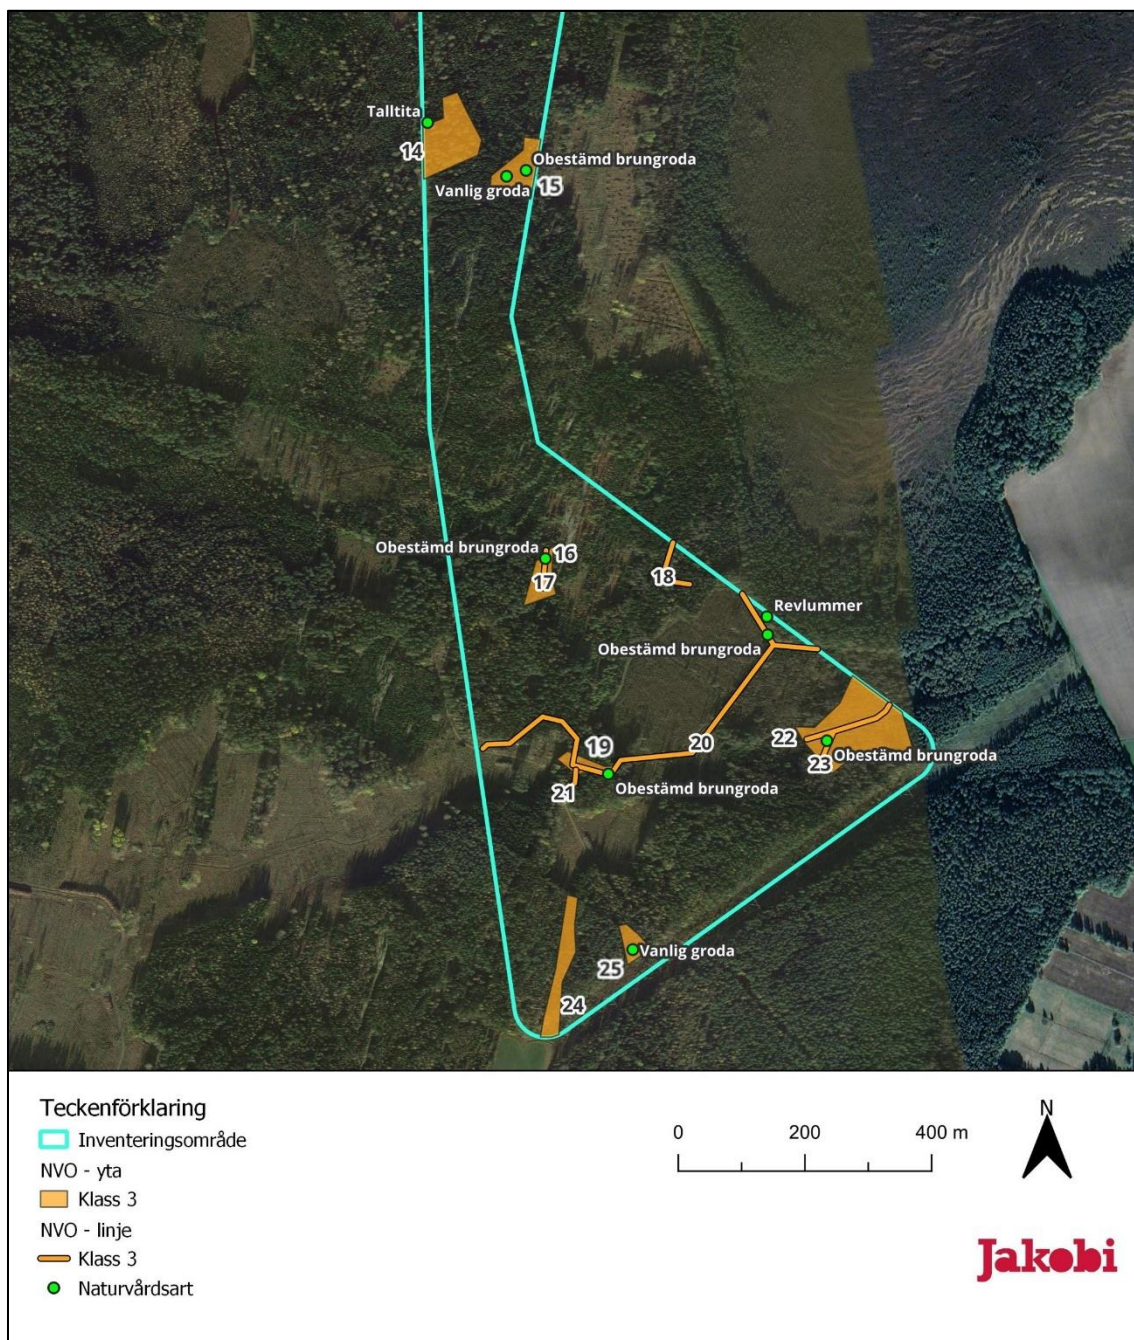 Talltita
14
Obestämd brungroda
Vanlig groda
15
Obestämd brungroda
16
17
18
Revlummer
Obestämd brungroda
19
20
22
Obestämd brungroda
23
21
Obestämd brungroda
Vanlig groda
25
24
Teckenförklaring
Inventeringsområde
NVO - yta
Klass 3
NVO - linje
Klass 3
Naturvårdsart
0 200 400 m
N
Jakobi